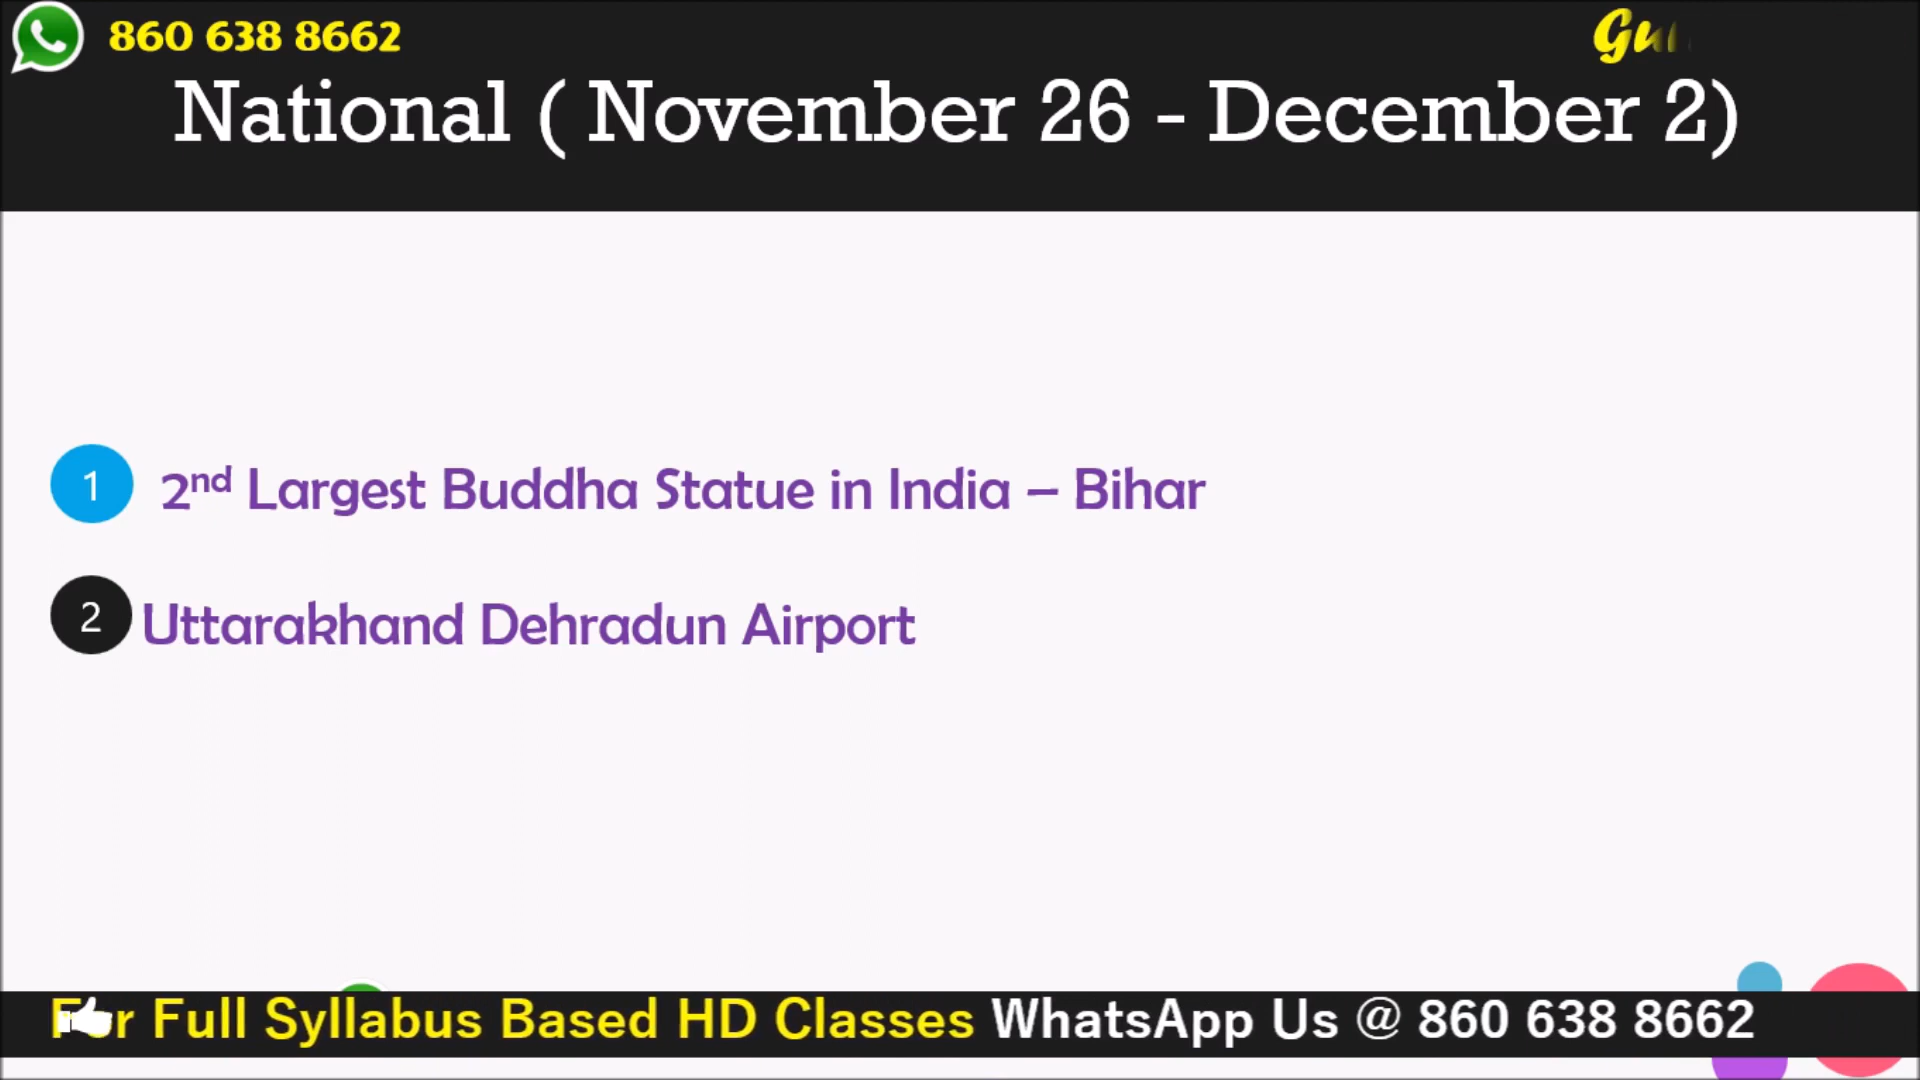 860 638 8662
National ( November 26 - December 2)
1 2nd Largest Buddha Statue in India – Bihar
2 Uttarakhand Dehradun Airport
For Full Syllabus Based HD Classes WhatsApp Us @ 860 638 8662